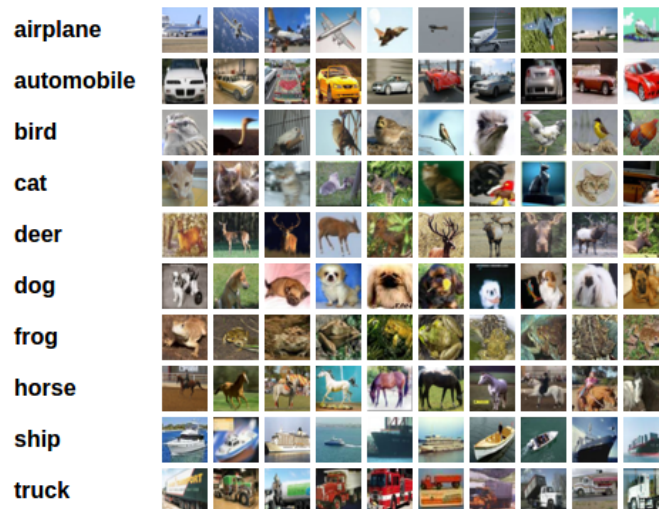 airplane
automobile
bird
cat
deer
dog
frog
horse
ship
truck